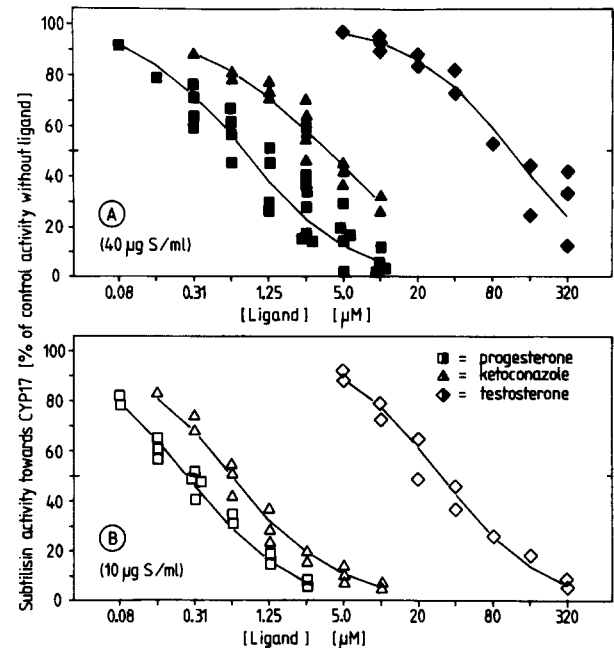 Subtilisin activity towards CYP17 [% of control activity without ligand]
100
80
60
40
20
0
A
(40 µg S/ml)
0.08 0.31 1.25 5.0 20 80 320
[Ligand] [µM]
100
80
60
40
20
0
= progesterone
= ketoconazole
= testosterone
B
(10 µg S/ml)
0.08 0.31 1.25 5.0 20 80 320
[Ligand] [µM]